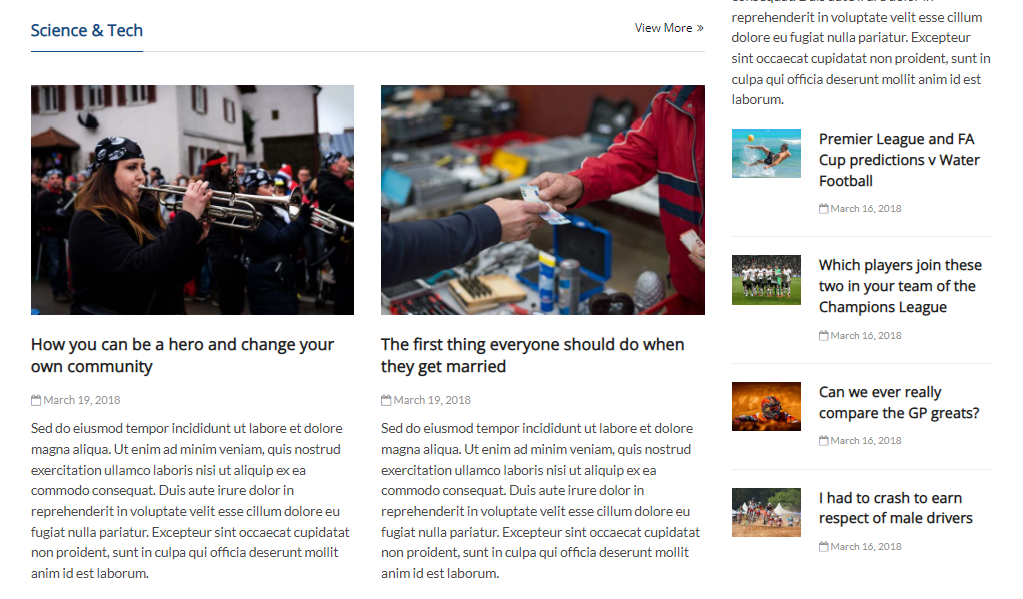 Science & Tech
View More »
How you can be a hero and change your
own community
March 19, 2018
Sed do eiusmod tempor incididunt ut labore et dolore
magna aliqua. Ut enim ad minim veniam, quis nostrud
exercitation ullamco laboris nisi ut aliquip ex ea
commodo consequat. Duis aute irure dolor in
reprehenderit in voluptate velit esse cillum dolore eu
fugiat nulla pariatur. Excepteur sint occaecat cupidatat
non proident, sunt in culpa qui officia deserunt mollit
anim id est laborum.
The first thing everyone should do when
they get married
March 19, 2018
Sed do eiusmod tempor incididunt ut labore et dolore
magna aliqua. Ut enim ad minim veniam, quis nostrud
exercitation ullamco laboris nisi ut aliquip ex ea
commodo consequat. Duis aute irure dolor in
reprehenderit in voluptate velit esse cillum dolore eu
fugiat nulla pariatur. Excepteur sint occaecat cupidatat
non proident, sunt in culpa qui officia deserunt mollit
anim id est laborum.
reprehenderit in voluptate velit esse cillum
dolore eu fugiat nulla pariatur. Excepteur
sint occaecat cupidatat non proident, sunt in
culpa qui officia deserunt mollit anim id est
laborum.
Premier League and FA
Cup predictions v Water
Football
March 16, 2018
Which players join these
two in your team of the
Champions League
March 16, 2018
Can we ever really
compare the GP greats?
March 16, 2018
I had to crash to earn
respect of male drivers
March 16, 2018